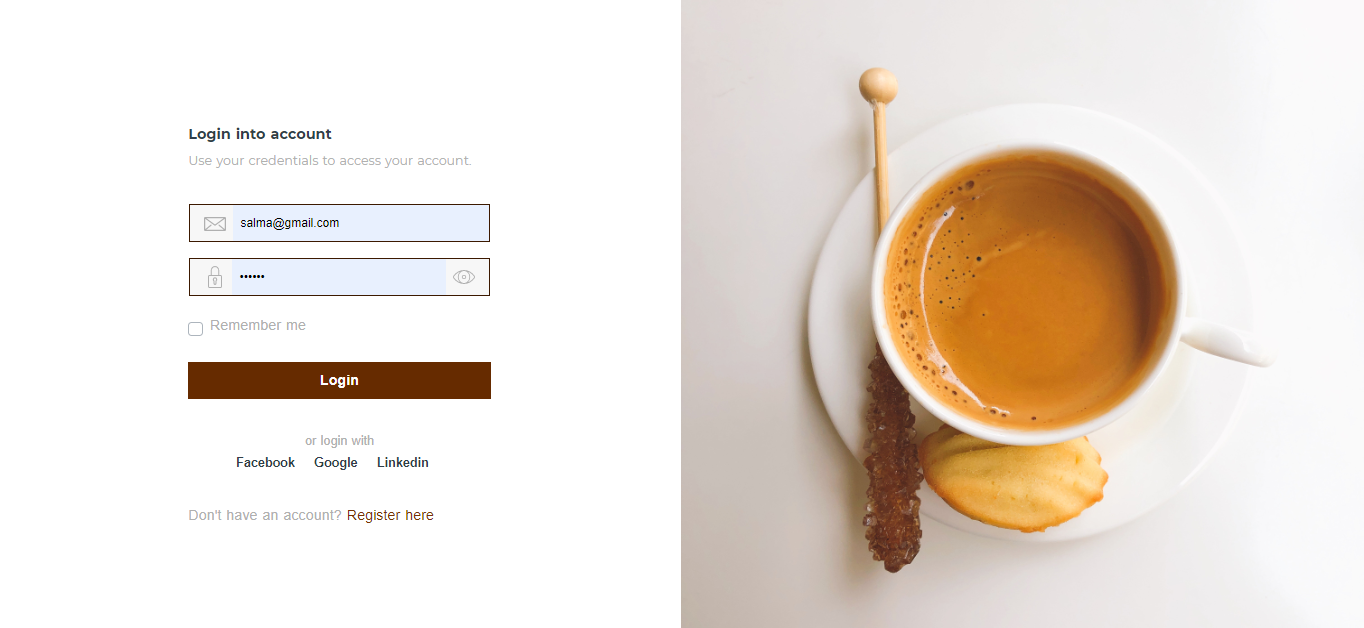 Login into account
Use your credentials to access your account.
salma@gmail.com
••••••
Remember me
Login
or login with
Facebook Google Linkedin
Don't have an account? Register here